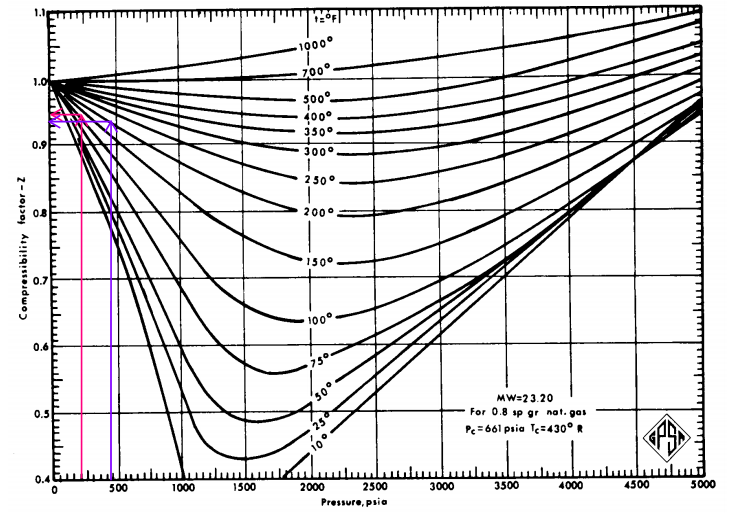 t=°F
1.1
1000°
700°
1.0
500°
400°
350°
300°
0.9
250°
200°
0.8
150°
0.7
100°
75°
0.6
50°
25°
10°
0.5
0.4
Compressibility factor-Z
MW=23.20
For 0.8 sp gr nat. gas
Pc=661 psia Tc=430° R
GPSA
0 500 1000 1500 2000 2500 3000 3500 4000 4500 5000
Pressure, psia